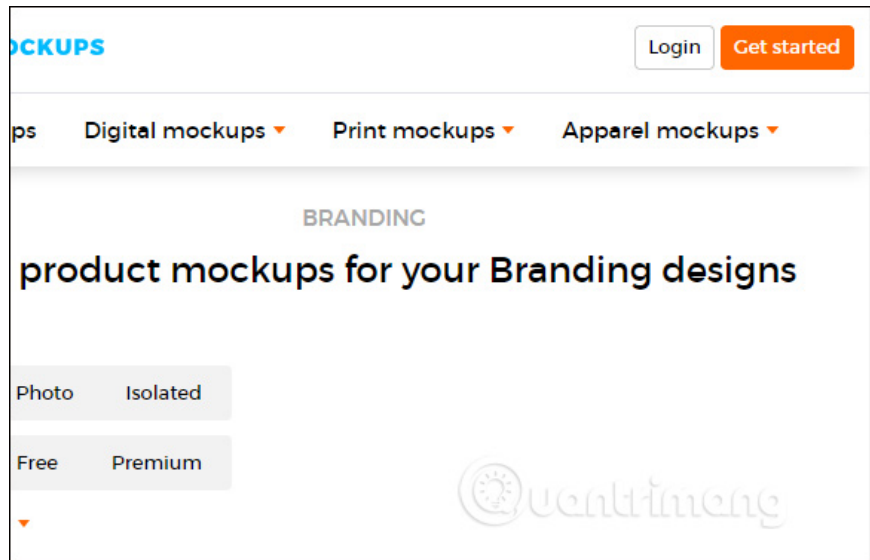 OCKUPS
Login Get started
ps Digital mockups Print mockups Apparel mockups
BRANDING
product mockups for your Branding designs
Photo Isolated
Free Premium
Quantrimang